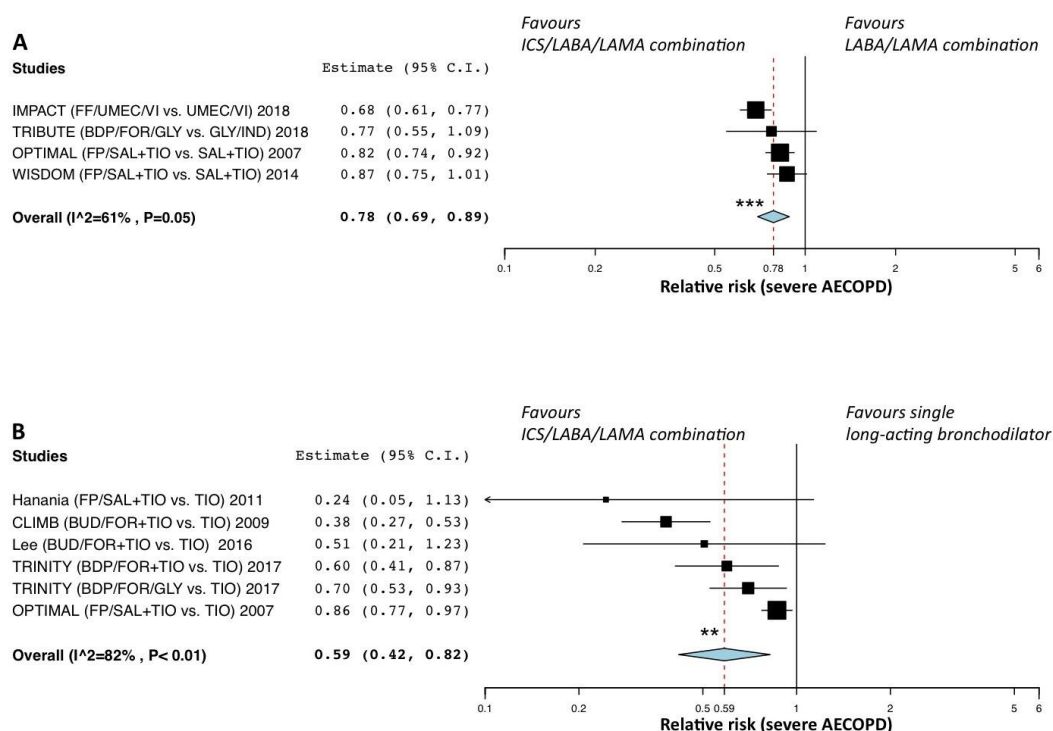 A
Favours
ICS/LABA/LAMA combination
Favours
LABA/LAMA combination
Studies Estimate (95% C.I.)
IMPACT (FF/UMEC/VI vs. UMEC/VI) 2018 0.68 (0.61, 0.77)
TRIBUTE (BDP/FOR/GLY vs. GLY/IND) 2018 0.77 (0.55, 1.09)
OPTIMAL (FP/SAL+TIO vs. SAL+TIO) 2007 0.82 (0.74, 0.92)
WISDOM (FP/SAL+TIO vs. SAL+TIO) 2014 0.87 (0.75, 1.01)
***
Overall (I^2=61% , P=0.05) 0.78 (0.69, 0.89)
0.1 0.2 0.5 0.78 1 2 5 6
Relative risk (severe AECOPD)
B
Favours
ICS/LABA/LAMA combination
Favours single
long-acting bronchodilator
Studies Estimate (95% C.I.)
Hanania (FP/SAL+TIO vs. TIO) 2011 0.24 (0.05, 1.13)
CLIMB (BUD/FOR+TIO vs. TIO) 2009 0.38 (0.27, 0.53)
Lee (BUD/FOR+TIO vs. TIO) 2016 0.51 (0.21, 1.23)
TRINITY (BDP/FOR+TIO vs. TIO) 2017 0.60 (0.41, 0.87)
TRINITY (BDP/FOR/GLY vs. TIO) 2017 0.70 (0.53, 0.93)
OPTIMAL (FP/SAL+TIO vs. TIO) 2007 0.86 (0.77, 0.97)
**
Overall (I^2=82% , P< 0.01) 0.59 (0.42, 0.82)
0.1 0.2 0.5 0.59 1 2 5 6
Relative risk (severe AECOPD)